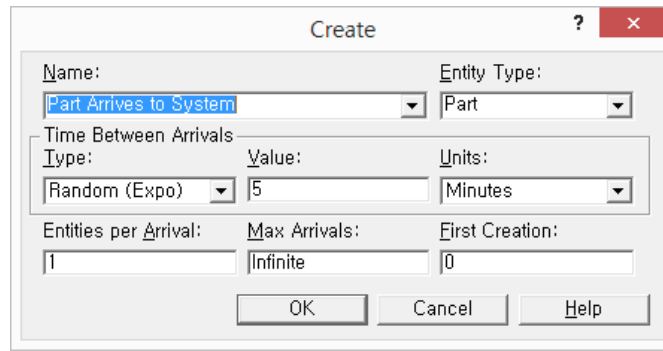 Create
? ×
Name: Entity Type:
Part Arrives to System Part
Time Between Arrivals
Type: Value: Units:
Random (Expo) 5 Minutes
Entities per Arrival: Max Arrivals: First Creation:
1 Infinite 0
OK Cancel Help